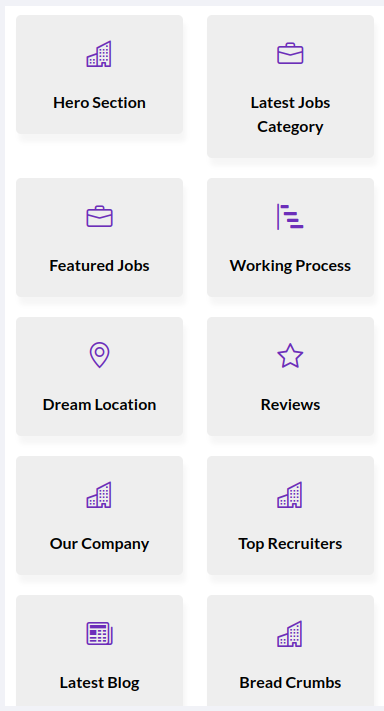 Hero Section
Latest Jobs
Category
Featured Jobs
Working Process
Dream Location
Reviews
Our Company
Top Recruiters
Latest Blog
Bread Crumbs